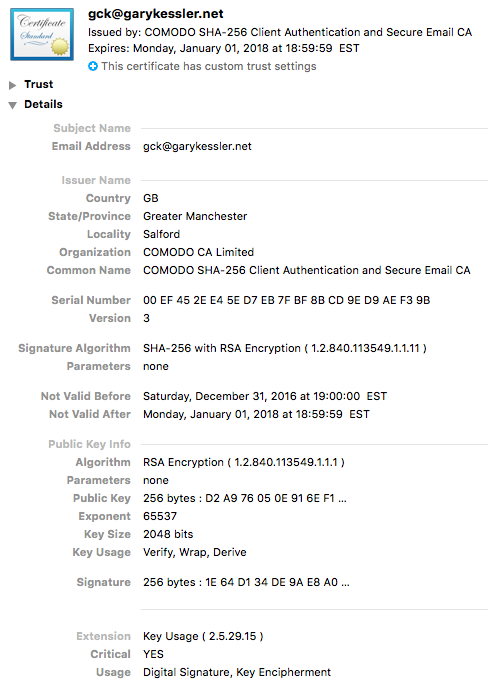 Certificate
Standard
gck@garykessler.net
Issued by: COMODO SHA-256 Client Authentication and Secure Email CA
Expires: Monday, January 01, 2018 at 18:59:59 EST
This certificate has custom trust settings
Trust
Details
Subject Name
Email Address gck@garykessler.net
Issuer Name
Country GB
State/Province Greater Manchester
Locality Salford
Organization COMODO CA Limited
Common Name COMODO SHA-256 Client Authentication and Secure Email CA
Serial Number 00 EF 45 2E E4 5E D7 EB 7F BF 8B CD 9E D9 AE F3 9B
Version 3
Signature Algorithm SHA-256 with RSA Encryption ( 1.2.840.113549.1.1.11 )
Parameters none
Not Valid Before Saturday, December 31, 2016 at 19:00:00 EST
Not Valid After Monday, January 01, 2018 at 18:59:59 EST
Public Key Info
Algorithm RSA Encryption ( 1.2.840.113549.1.1.1 )
Parameters none
Public Key 256 bytes : D2 A9 76 05 0E 91 6E F1 ...
Exponent 65537
Key Size 2048 bits
Key Usage Verify, Wrap, Derive
Signature 256 bytes : 1E 64 D1 34 DE 9A E8 A0 ...
Extension Key Usage ( 2.5.29.15 )
Critical YES
Usage Digital Signature, Key Encipherment